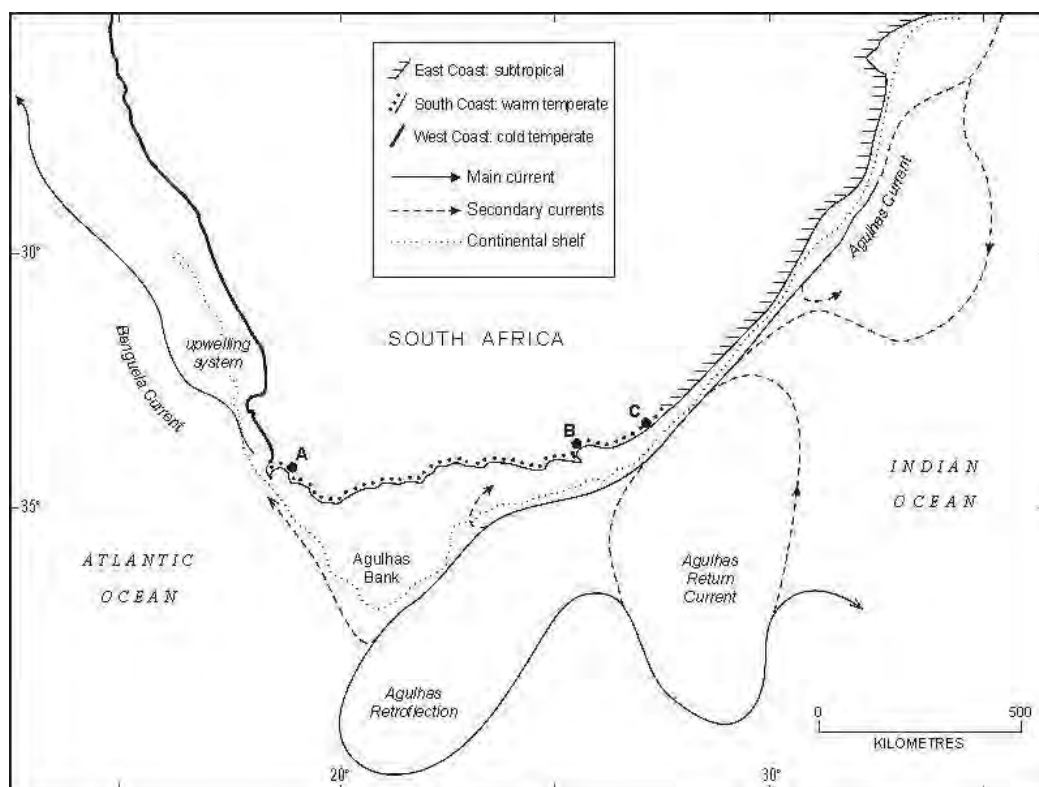 East Coast: subtropical
South Coast: warm temperate
West Coast: cold temperate
Main current
Secondary currents
Continental shelf
Agulhas Current
30°
SOUTH AFRICA
upwelling
system
Benguela Current
C
B
A
INDIAN
OCEAN
35°
ATLANTIC
OCEAN
Agulhas
Bank
Agulhas
Return
Current
Agulhas
Retroflection
0
500
KILOMETRES
20°
30°